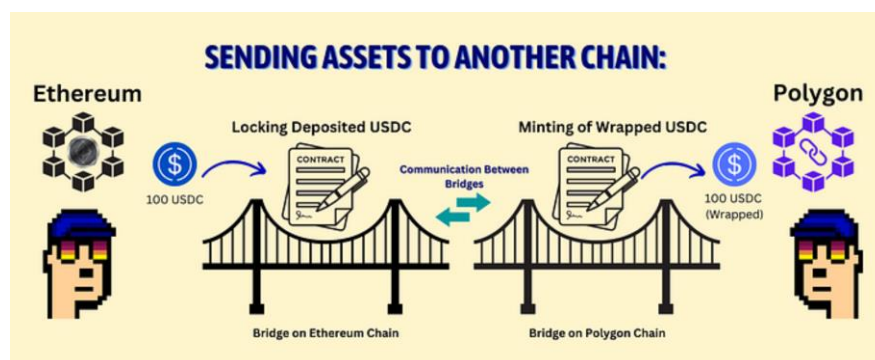 SENDING ASSETS TO ANOTHER CHAIN:
Ethereum
Polygon
Locking Deposited USDC
Minting of Wrapped USDC
CONTRACT
CONTRACT
Communication Between
Bridges
$
100 USDC
$
100 USDC
(Wrapped)
Bridge on Ethereum Chain
Bridge on Polygon Chain